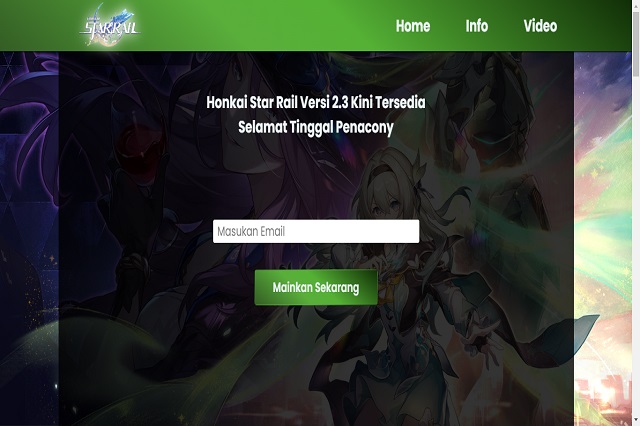 STAR RAIL
Home Info Video
Honkai Star Rail Versi 2.3 Kini Tersedia
Selamat Tinggal Penacony
Masukan Email
Mainkan Sekarang